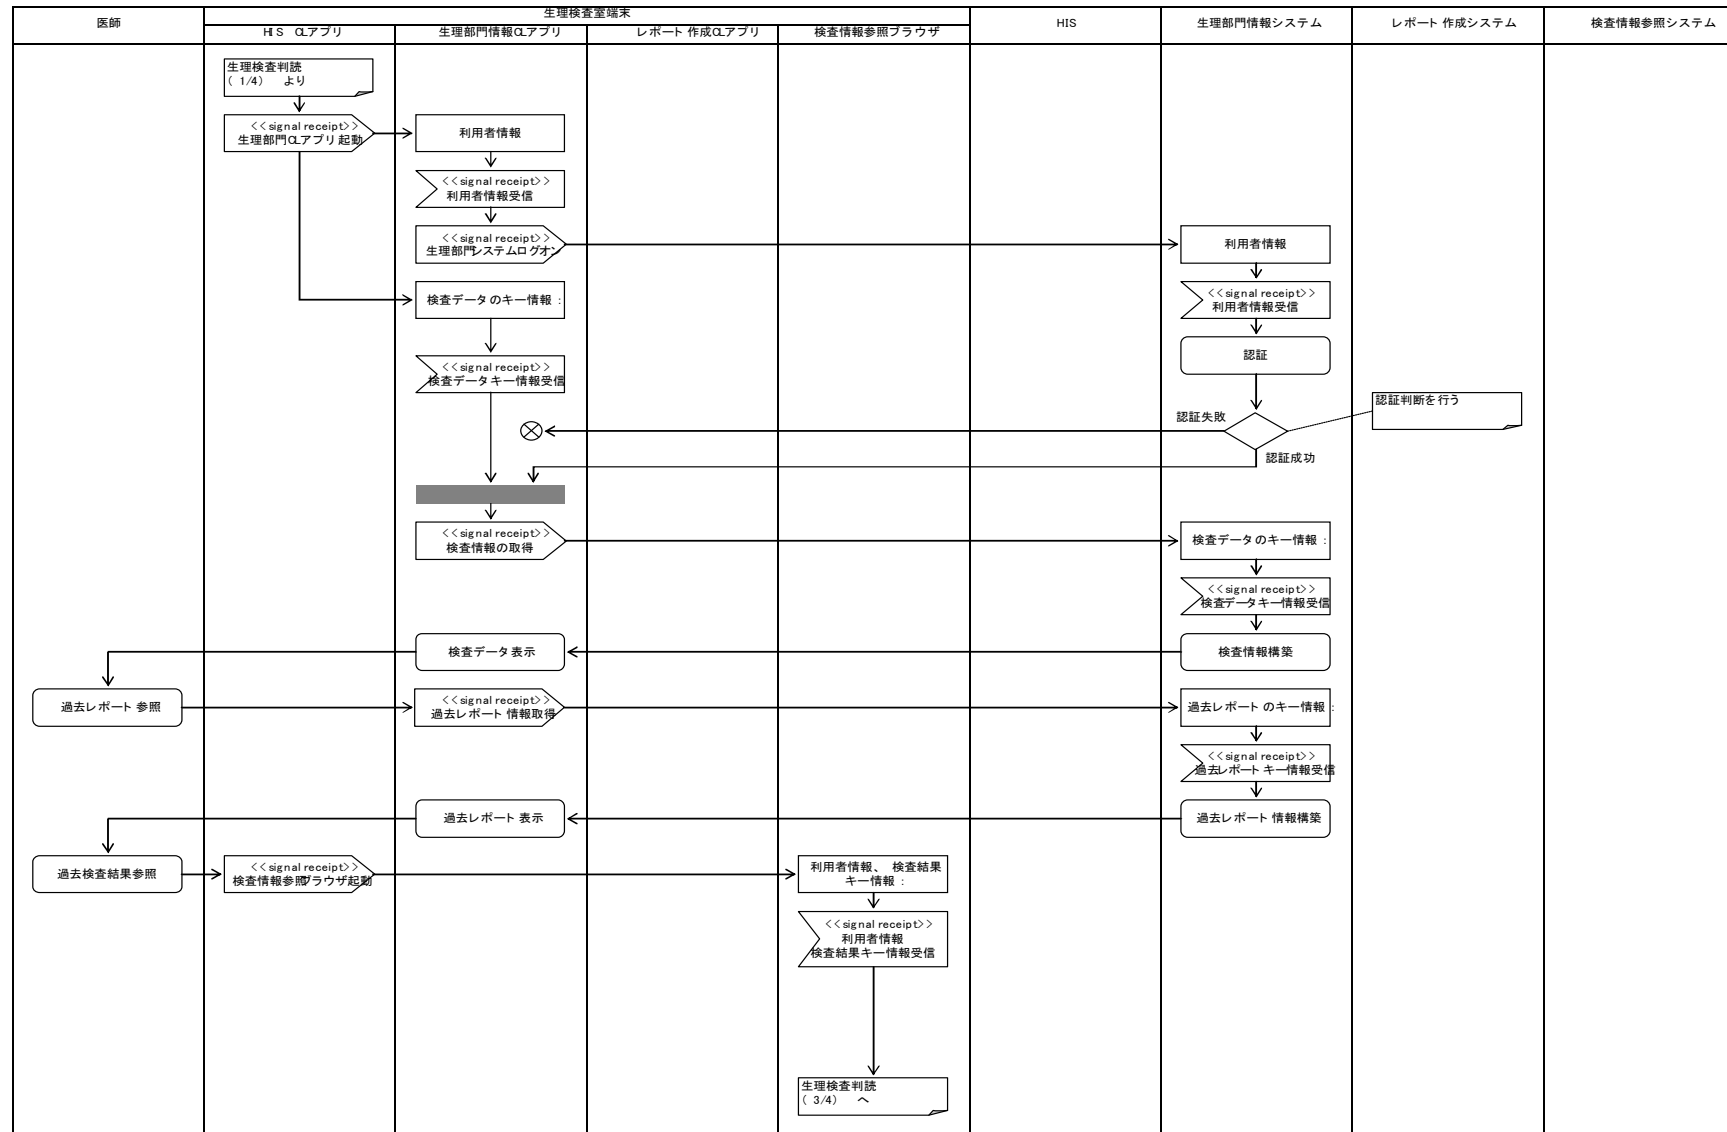 医師
生理検査室端末
HIS CLアプリ
生理部門情報CLアプリ
レポート作成CLアプリ
検査情報参照ブラウザ
HIS
生理部門情報システム
レポート作成システム
検査情報参照システム
生理検査判読
(1/4) より
<<signal receipt>>
生理部門CLアプリ起動
利用者情報
<<signal receipt>>
利用者情報受信
<<signal receipt>>
生理部門システムログオン
利用者情報
検査データのキー情報:
<<signal receipt>>
利用者情報受信
認証
<<signal receipt>>
検査データキー情報受信
認証判断を行う
認証失敗
認証成功
<<signal receipt>>
検査情報の取得
検査データのキー情報:
<<signal receipt>>
検査データキー情報受信
検査データ表示
検査情報構築
過去レポート参照
<<signal receipt>>
過去レポート情報取得
過去レポートのキー情報:
<<signal receipt>>
過去レポートキー情報受信
過去レポート表示
過去レポート情報構築
過去検査結果参照
<<signal receipt>>
検査情報参照ブラウザ起動
利用者情報、検査結果
キー情報:
<<signal receipt>>
利用者情報
検査結果キー情報受信
生理検査判読
(3/4) へ